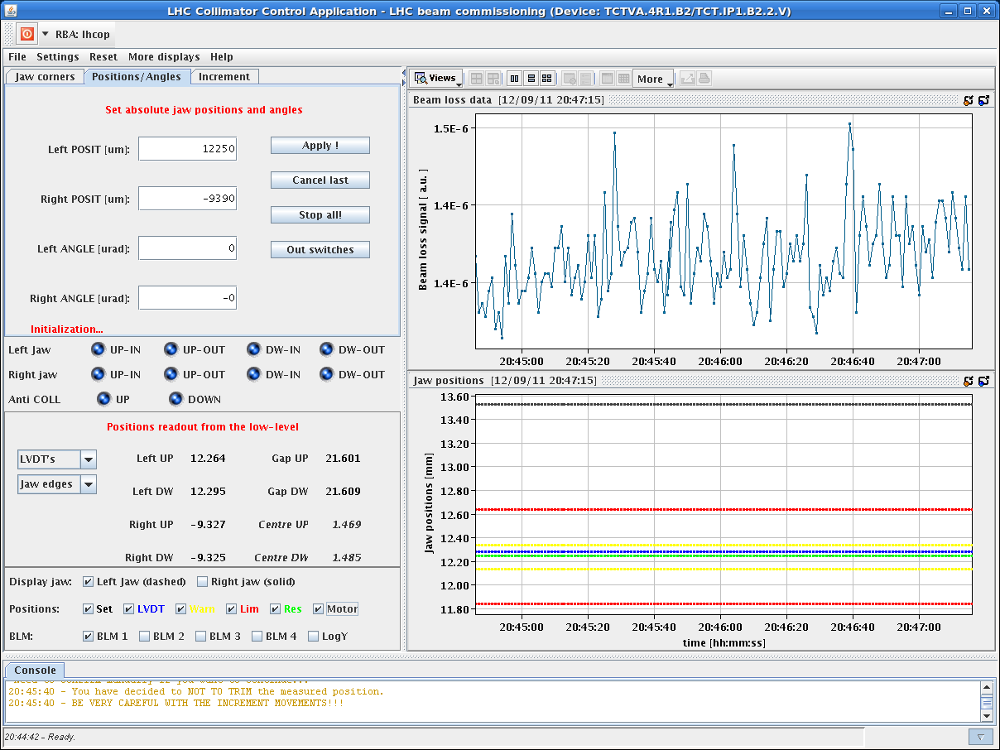 LHC Collimator Control Application - LHC beam commissioning (Device: TCTVA.4R1.B2/TCT.IP1.B2.2.V)
RBA: lhcop
File Settings Reset More displays Help
Jaw corners Positions/Angles Increment
Set absolute jaw positions and angles
Left POSIT [um]: 12250 Apply !
Cancel last
Right POSIT [um]: -9390
Stop all!
Left ANGLE [urad]: 0 Out switches
Right ANGLE [urad]: -0
Initialization...
Left Jaw UP-IN UP-OUT DW-IN DW-OUT
Right jaw UP-IN UP-OUT DW-IN DW-OUT
Anti COLL UP DOWN
Positions readout from the low-level
LVDT's Left UP 12.264 Gap UP 21.601
Jaw edges Left DW 12.295 Gap DW 21.609
Right UP -9.327 Centre UP 1.469
Right DW -9.325 Centre DW 1.485
Display jaw: Left Jaw (dashed) Right jaw (solid)
Positions: Set LVDT Warn Lim Res Motor
BLM: BLM 1 BLM 2 BLM 3 BLM 4 LogY
Views More
Beam loss data [12/09/11 20:47:15]
Beam loss signal [ a.u. ]
1.5E-6
1.4E-6
1.4E-6
20:45:00 20:45:20 20:45:40 20:46:00 20:46:20 20:46:40 20:47:00
Jaw positions [12/09/11 20:47:15]
Jaw positions [mm]
13.60
13.40
13.20
13.00
12.80
12.60
12.40
12.20
12.00
11.80
20:45:00 20:45:20 20:45:40 20:46:00 20:46:20 20:46:40 20:47:00
time [hh:mm:ss]
Console
20:45:40 - You have decided to NOT TO TRIM the measured position.
20:45:40 - BE VERY CAREFUL WITH THE INCREMENT MOVEMENTS!!!
20:44:42 - Ready.